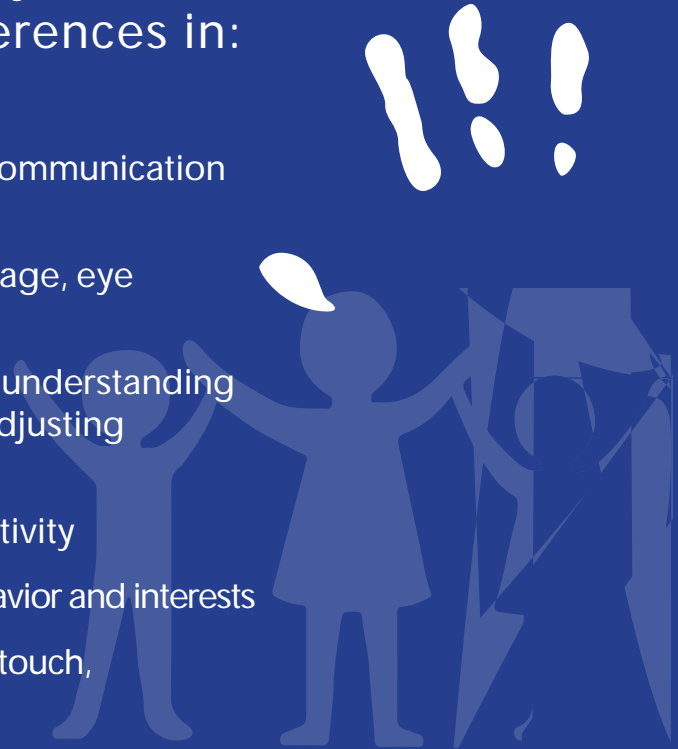 erences in:
ommunication
age, eye
understanding
djusting
tivity
avior and interests
touch,